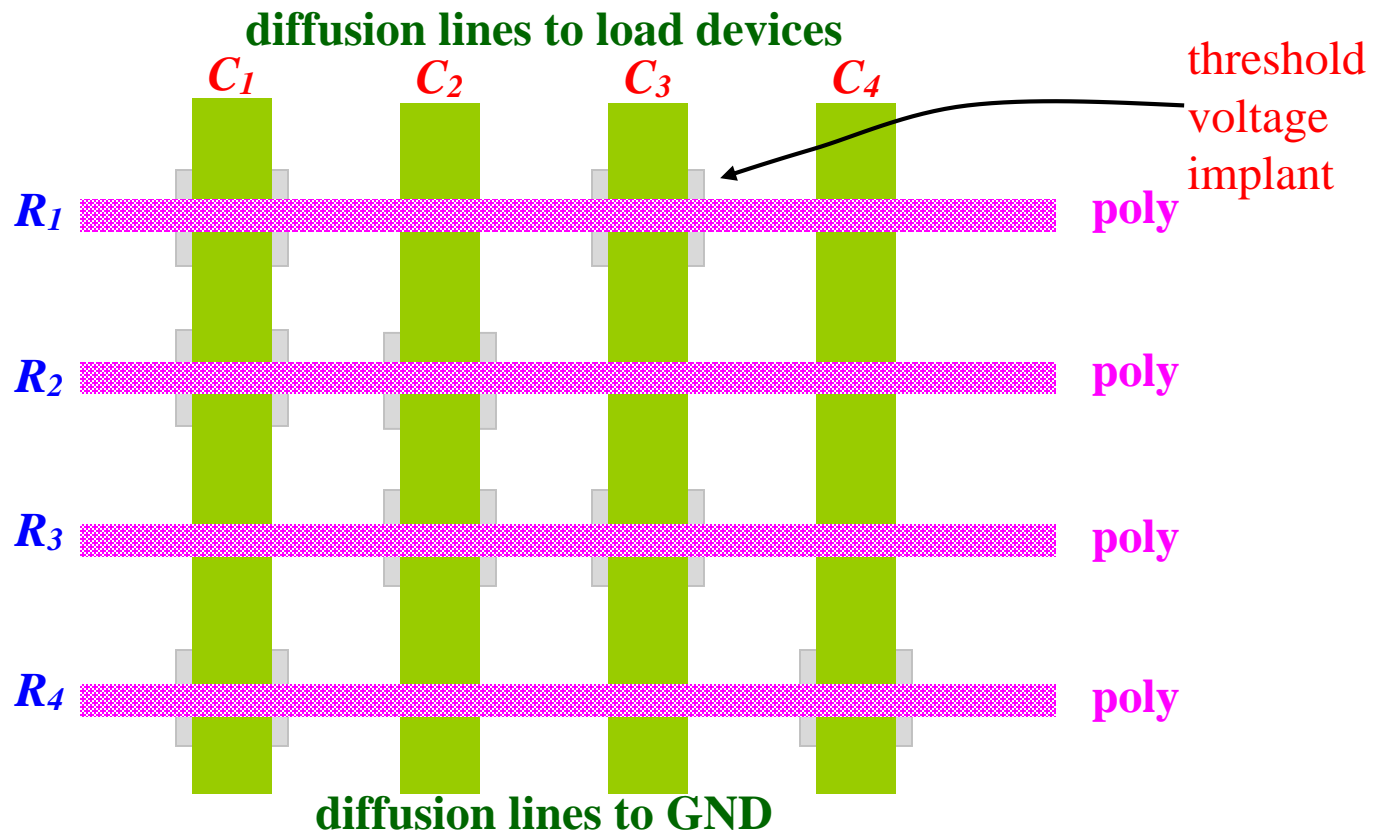 diffusion lines to load devices
C1 C2 C3 C4
threshold
voltage
implant
R1 poly
R2 poly
R3 poly
R4 poly
diffusion lines to GND